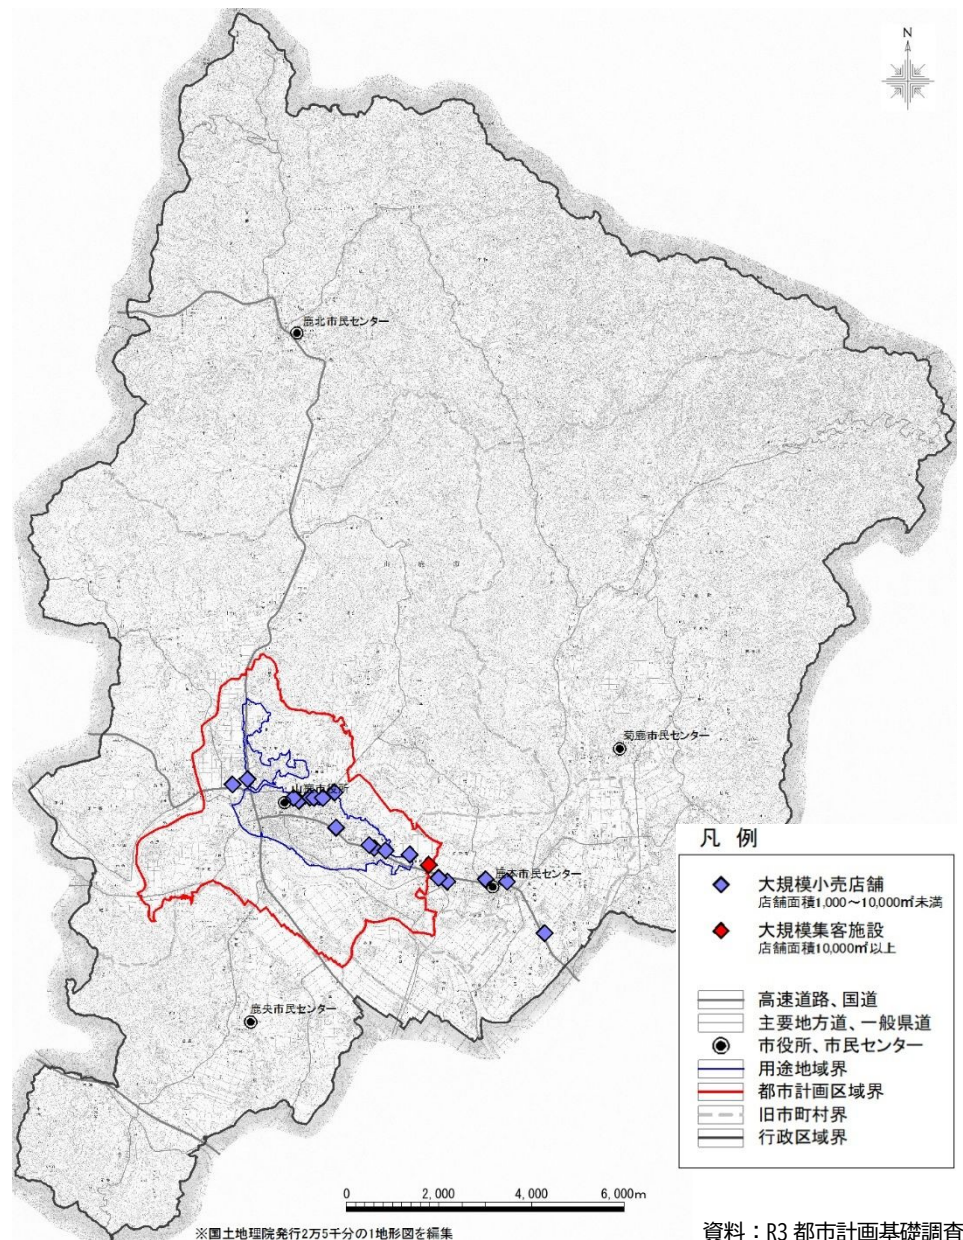 N
鹿北市民センター
菊鹿市民センター
山鹿市役所
鹿本市民センター
鹿央市民センター
凡 例
大規模小売店舗
店舗面積1,000～10,000㎡未満
大規模集客施設
店舗面積10,000㎡以上
高速道路、国道
主要地方道、一般県道
市役所、市民センター
用途地域界
都市計画区域界
旧市町村界
行政区域界
0 2,000 4,000 6,000m
※国土地理院発行2万5千分の1地形図を編集
資料：R3 都市計画基礎調査